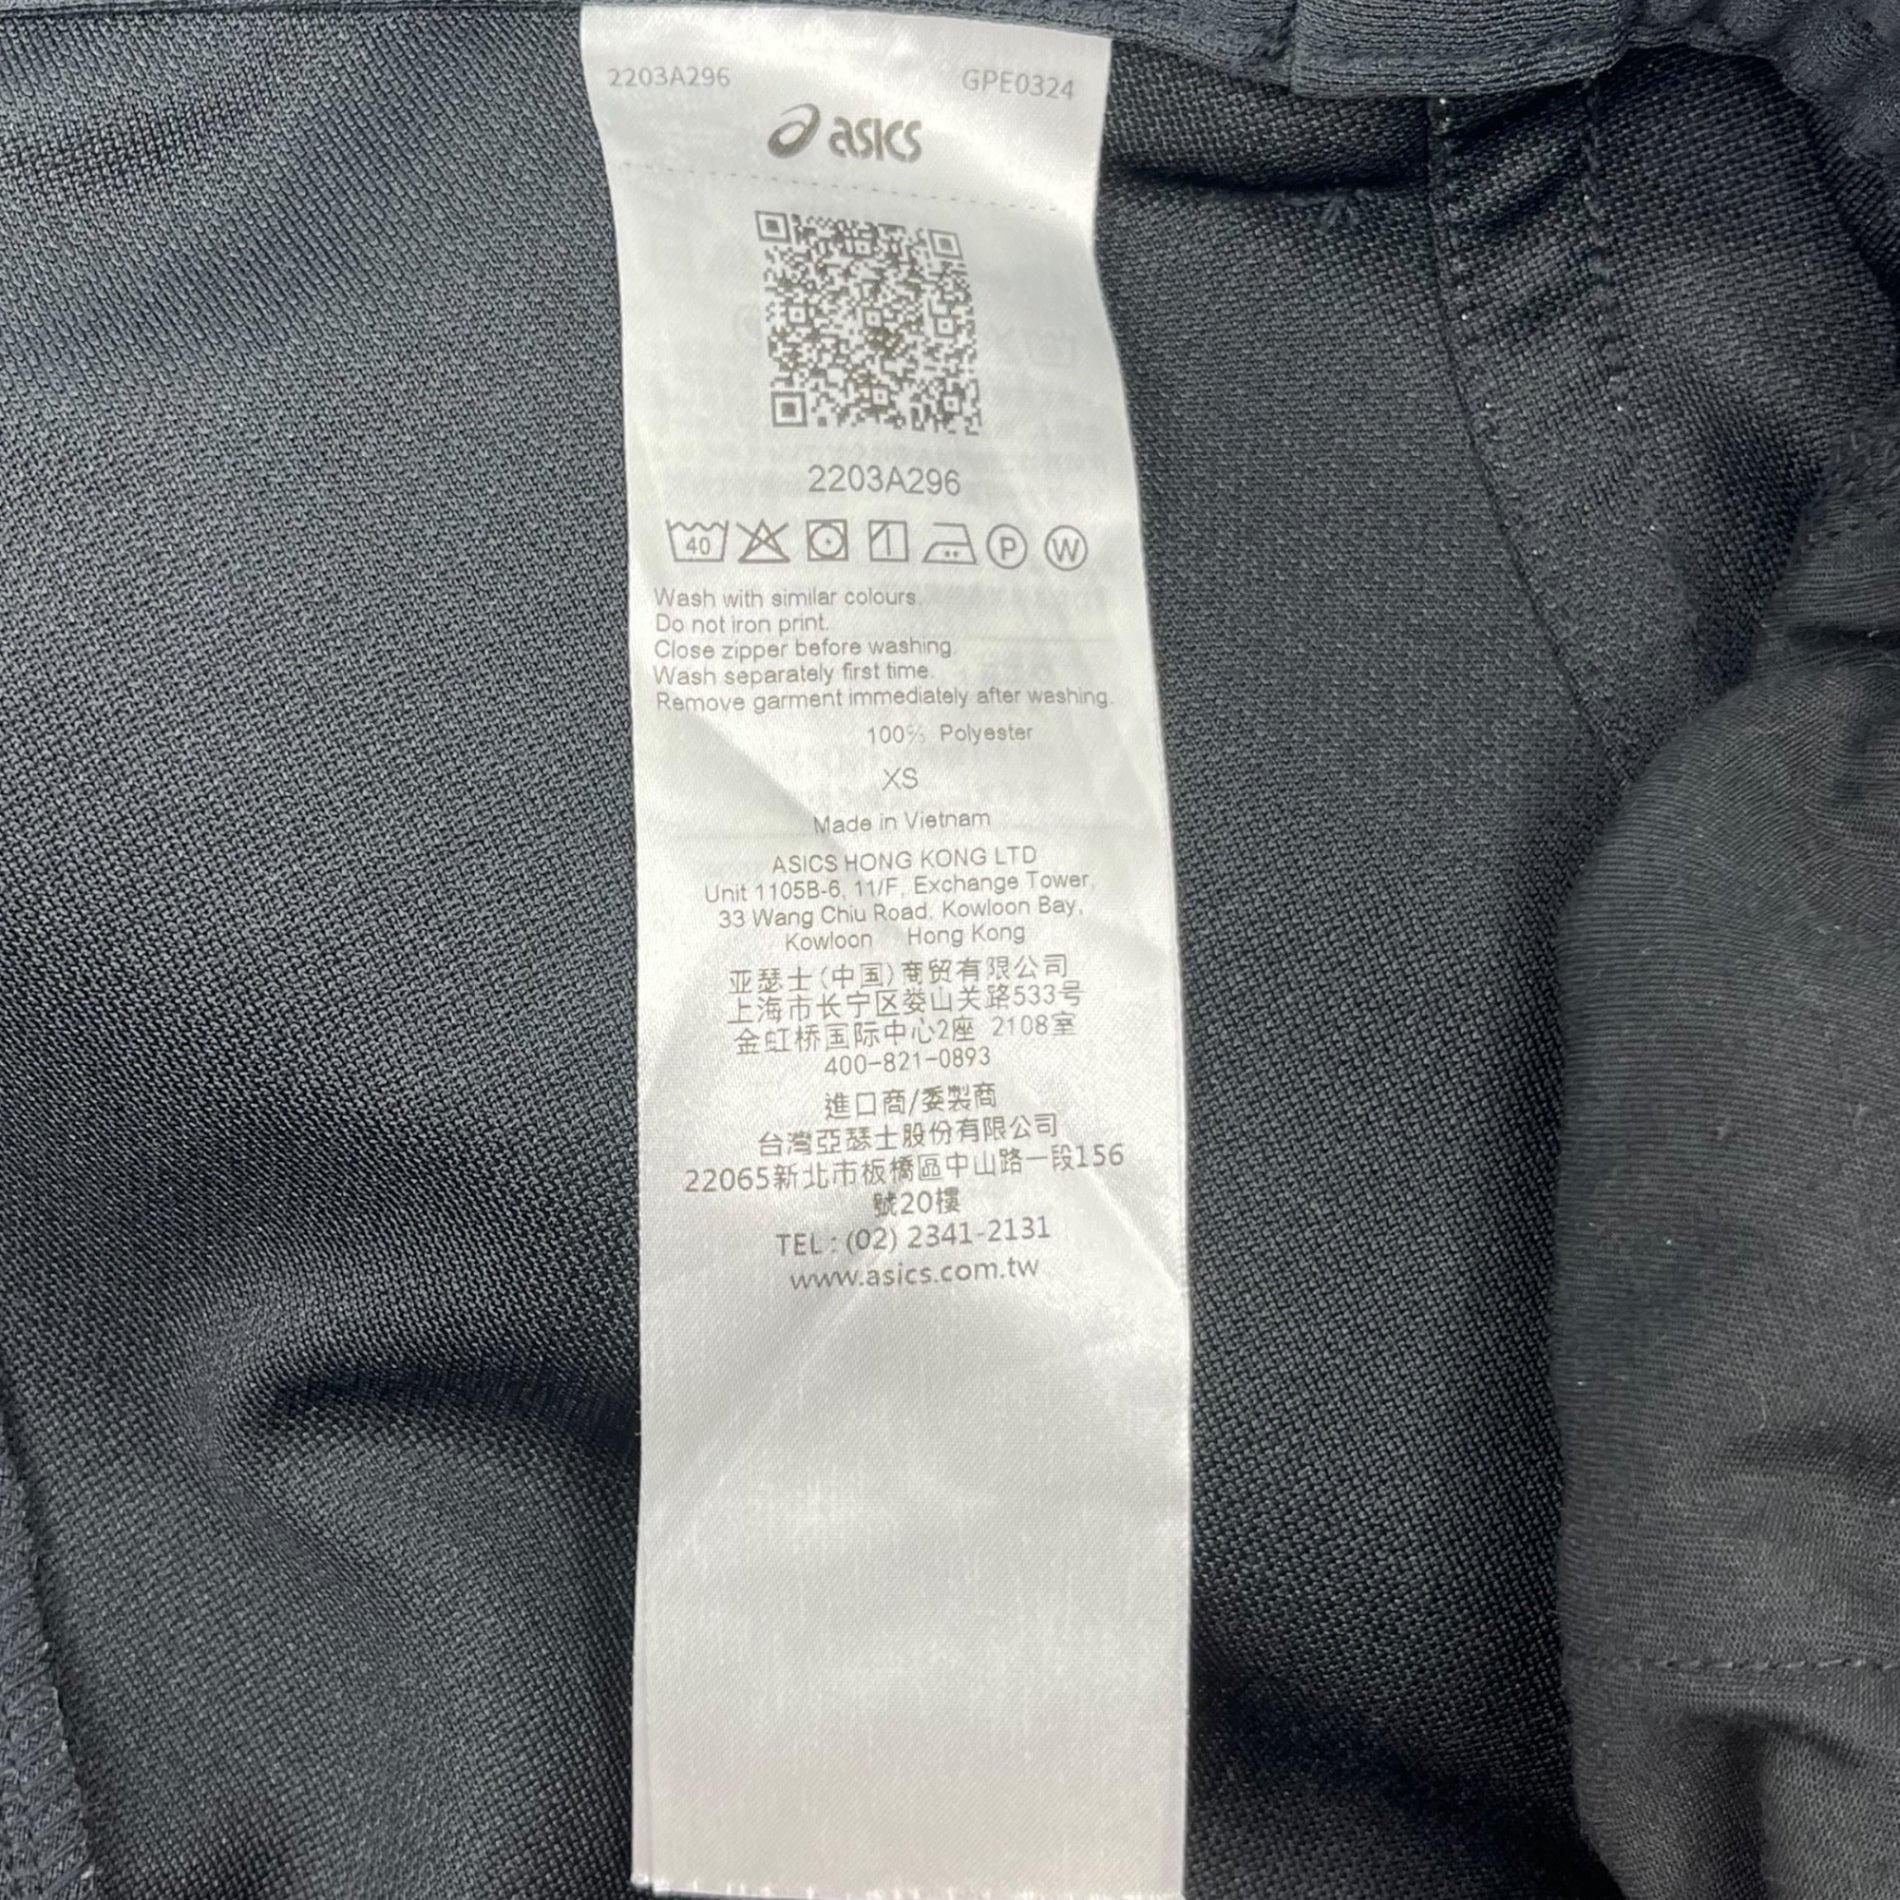 2203A296 GPE0324
asics
2203A296
40 P W
Wash with similar colours.
Do not iron print.
Close zipper before washing.
Wash separately first time.
Remove garment immediately after washing.
100% Polyester
XS
Made in Vietnam
ASICS HONG KONG LTD
Unit 1105B-6, 11/F, Exchange Tower,
33 Wang Chiu Road, Kowloon Bay,
Kowloon Hong Kong
亚瑟士(中国)商贸有限公司
上海市长宁区娄山关路533号
金虹桥国际中心2座 2108室
400-821-0893
進口商/委製商
台灣亞瑟士股份有限公司
22065新北市板橋區中山路一段156
號20樓
TEL : (02) 2341-2131
www.asics.com.tw